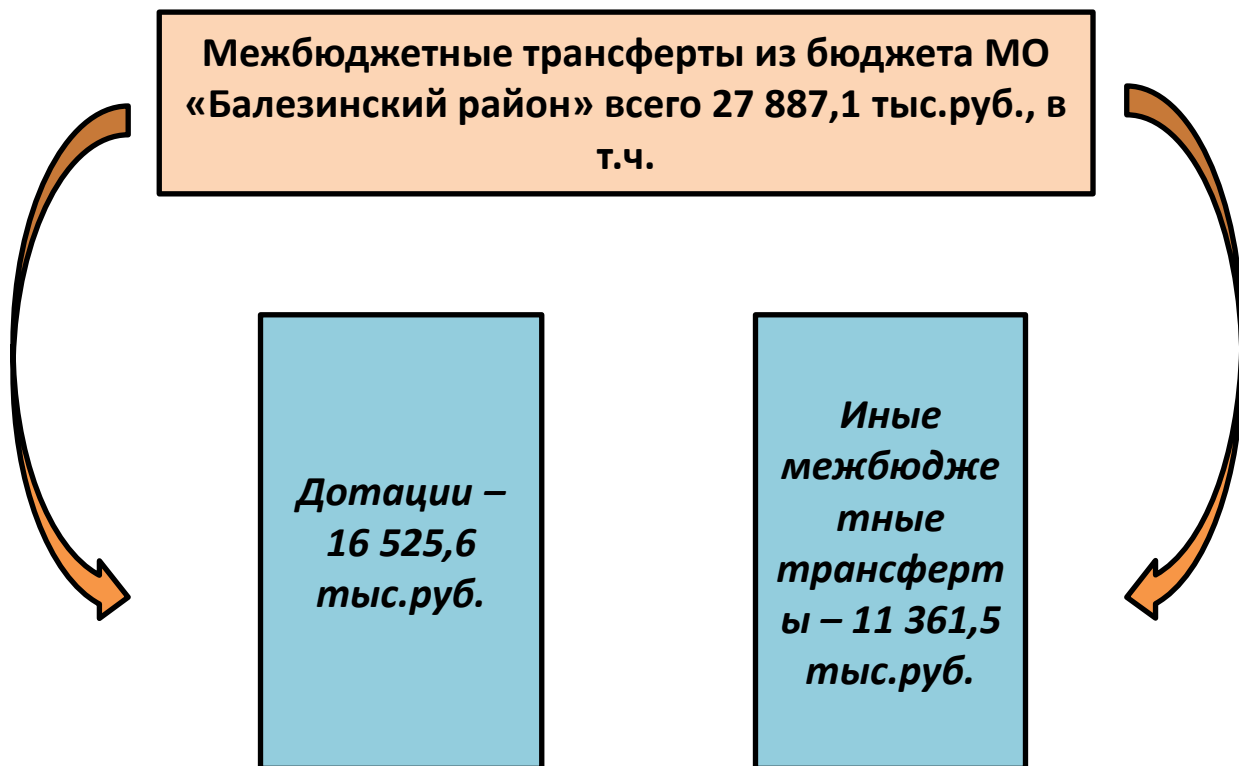 Межбюджетные трансферты из бюджета МО
«Балезинский район» всего 27 887,1 тыс.руб., в
т.ч.
Дотации –
16 525,6
тыс.руб.
Иные
межбюдже
тные
трансферт
ы – 11 361,5
тыс.руб.